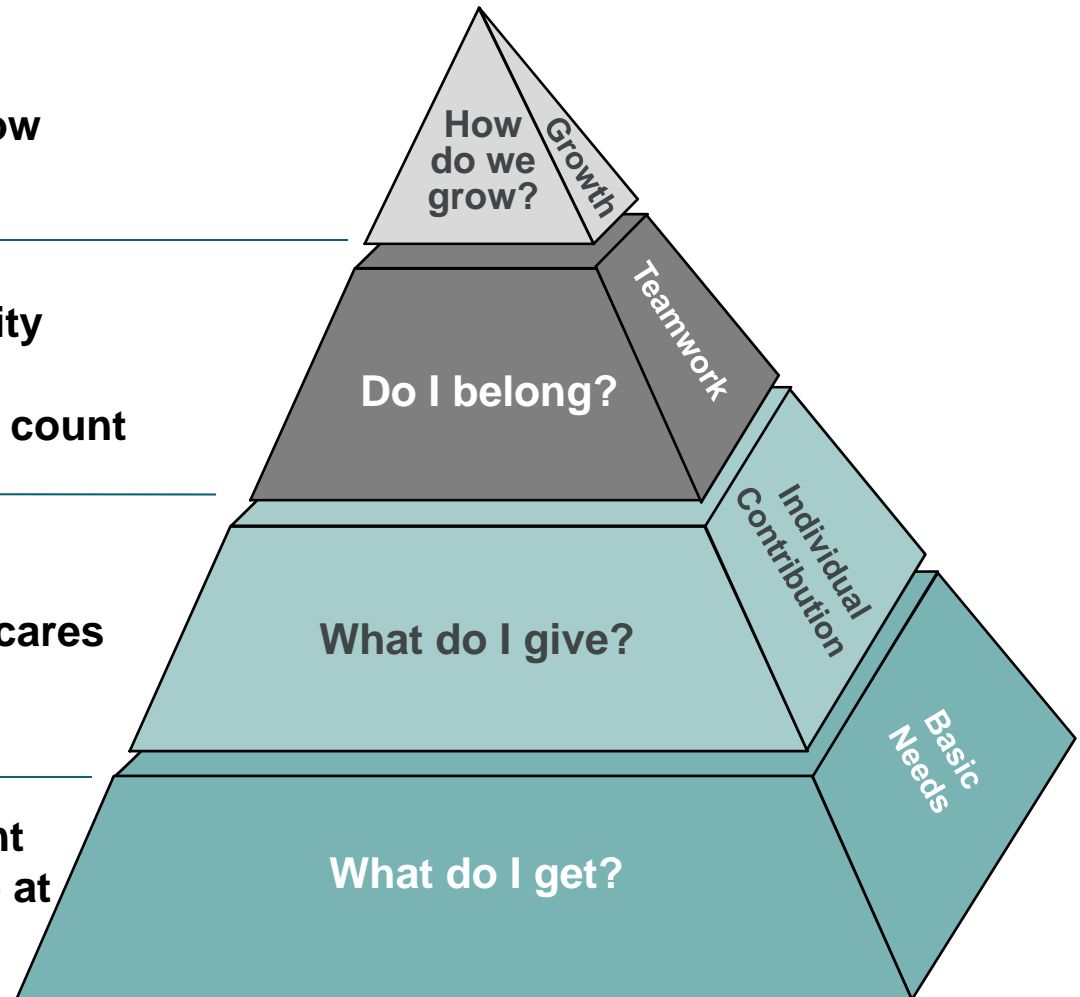 ow
How
do we
grow?
Growth
ity
count
Do I belong?
Teamwork
cares
What do I give?
Individual
Contribution
nt
at
What do I get?
Basic
Needs